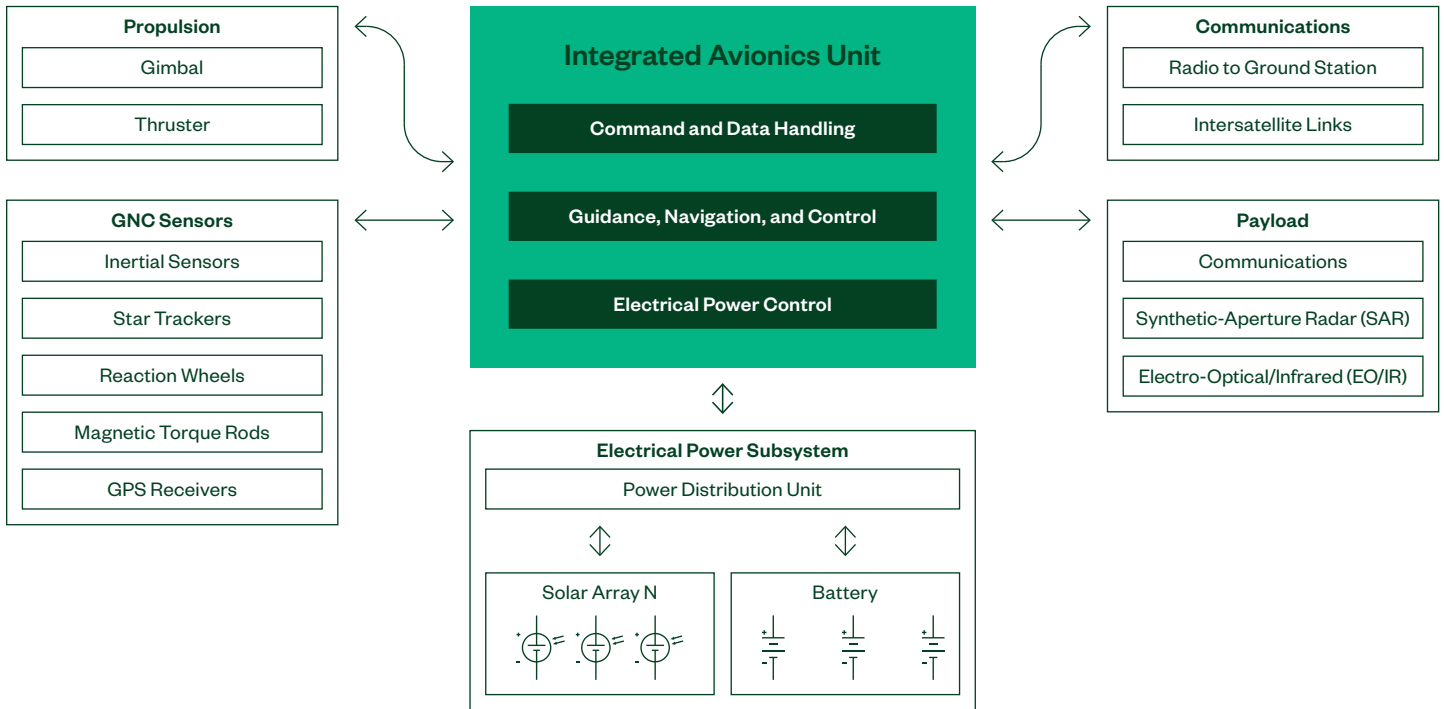 Propulsion
Gimbal
Thruster
GNC Sensors
Inertial Sensors
Star Trackers
Reaction Wheels
Magnetic Torque Rods
GPS Receivers
Integrated Avionics Unit
Command and Data Handling
Guidance, Navigation, and Control
Electrical Power Control
Electrical Power Subsystem
Power Distribution Unit
Solar Array N
+ + +
- - -
Battery
+ + +
- - -
Communications
Radio to Ground Station
Intersatellite Links
Payload
Communications
Synthetic-Aperture Radar (SAR)
Electro-Optical/Infrared (EO/IR)